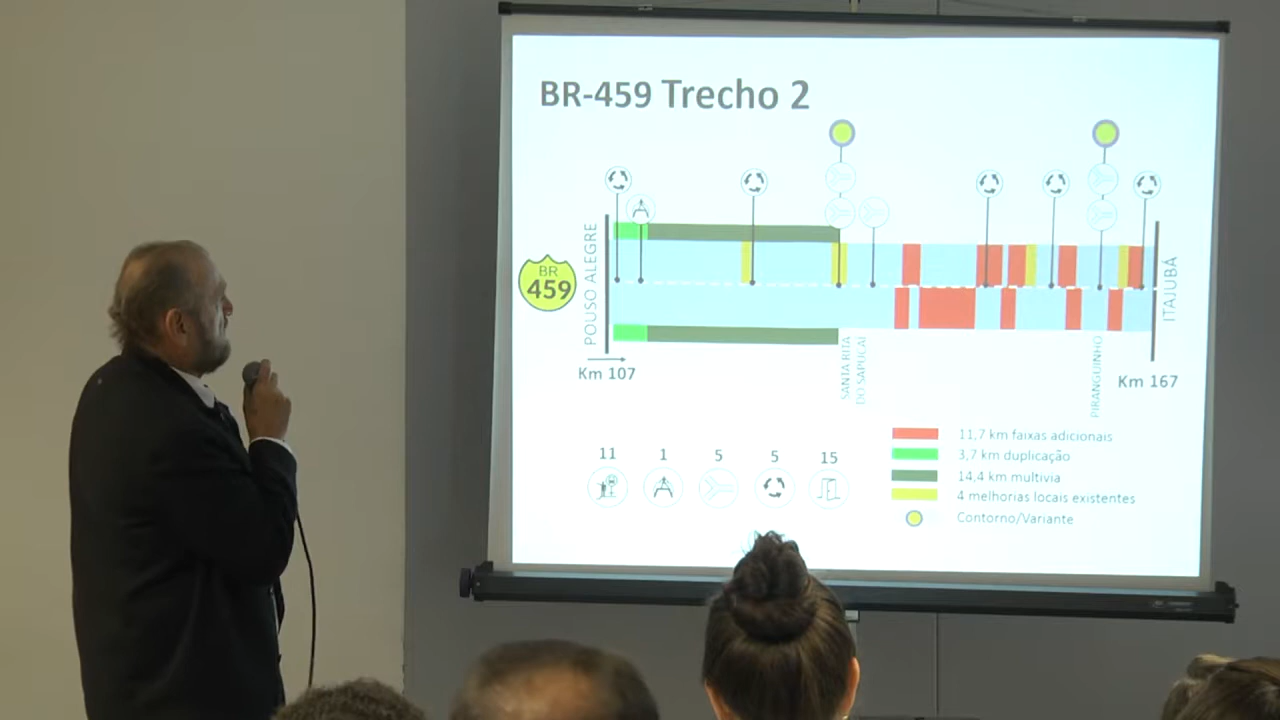 BR-459 Trecho 2
POUSO ALEGRE
BR
459
ITAJUBÁ
Km 107
SANTA RITA
DO SAPUCAÍ
PIRANGUINHO
Km 167
11 1 5 5 15
11,7 km faixas adicionais
3,7 km duplicação
14,4 km multivia
4 melhorias locais existentes
Contorno/Variante